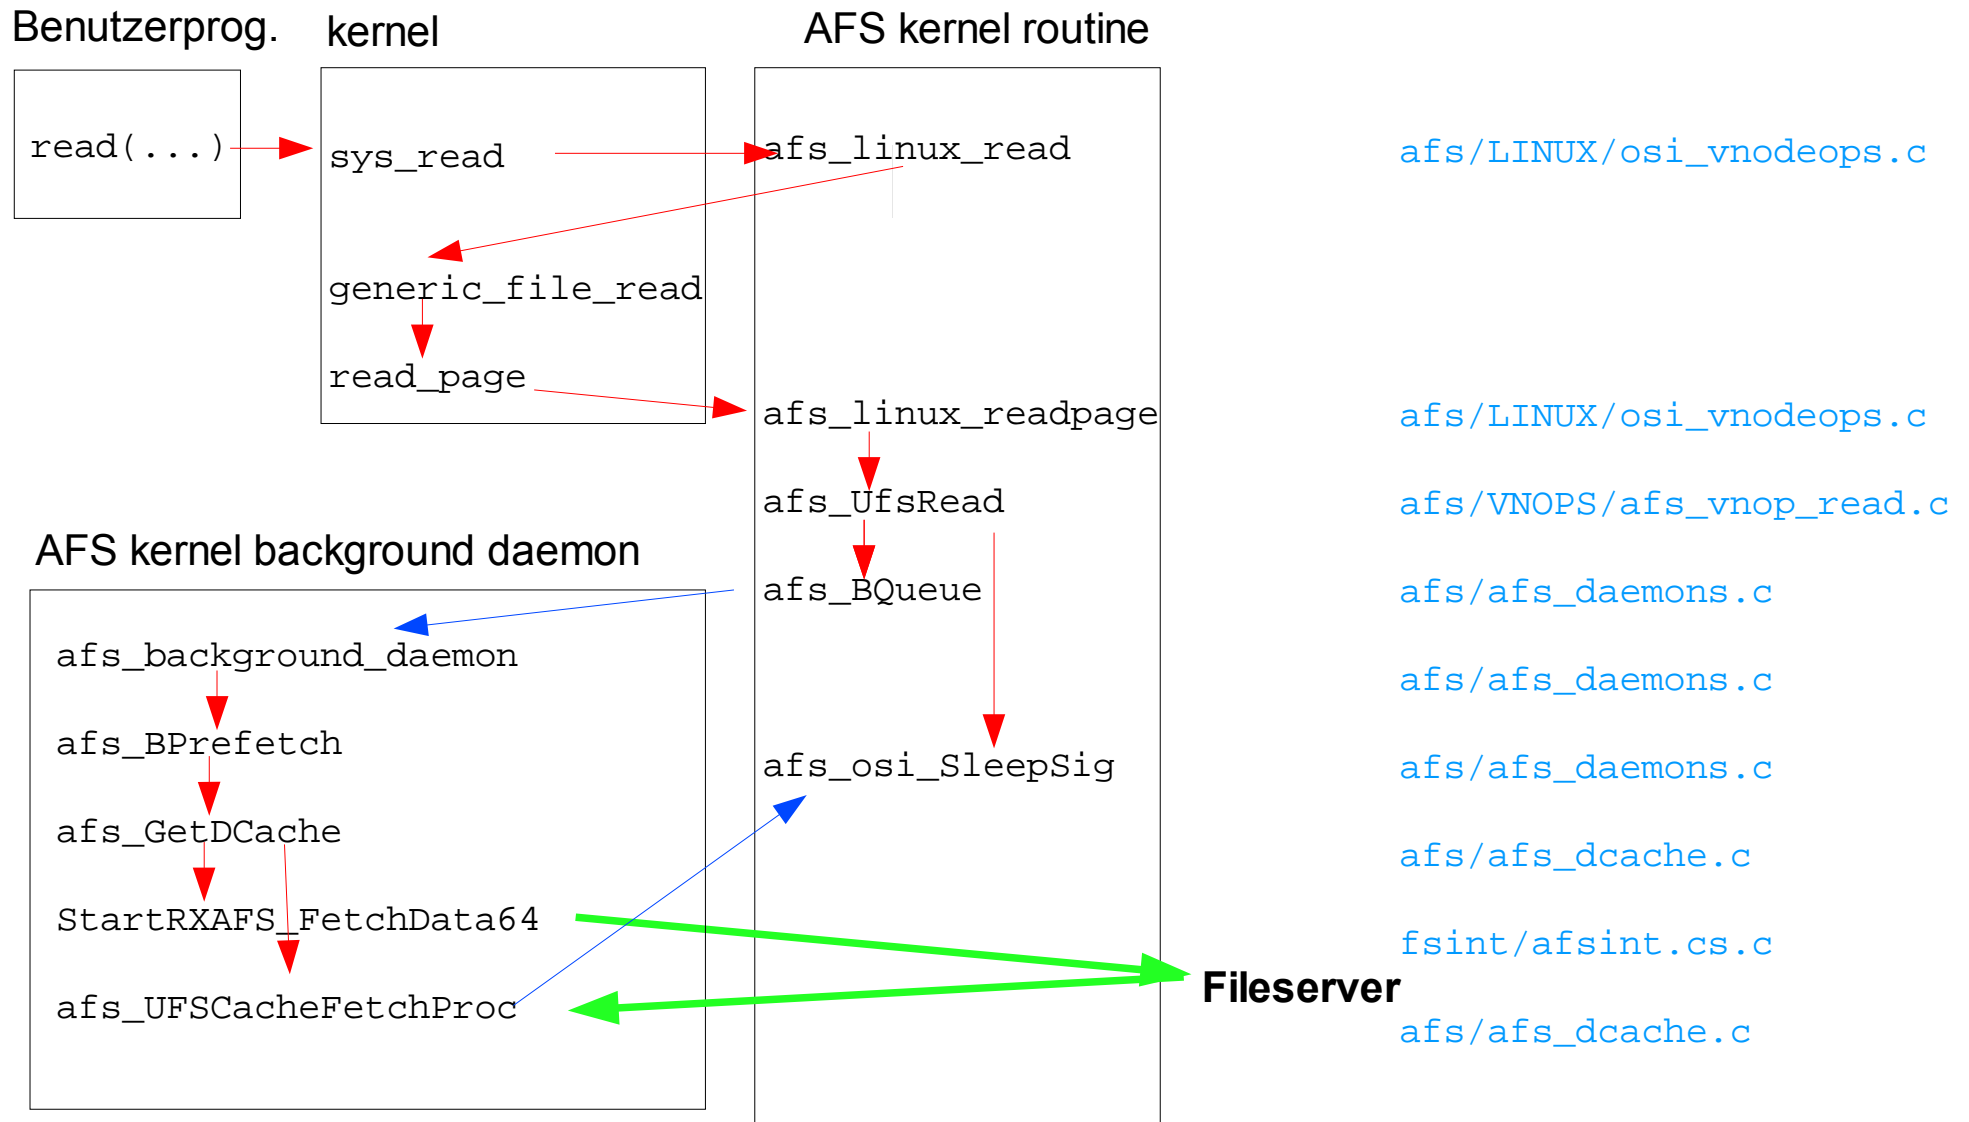 Benutzerprog.
kernel
AFS kernel routine
read(...)
sys_read
afs_linux_read
afs/LINUX/osi_vnodeops.c
generic_file_read
read_page
afs_linux_readpage
afs/LINUX/osi_vnodeops.c
afs_UfsRead
afs/VNOPS/afs_vnop_read.c
AFS kernel background daemon
afs_BQueue
afs/afs_daemons.c
afs_background_daemon
afs/afs_daemons.c
afs_BPrefetch
afs_osi_SleepSig
afs/afs_daemons.c
afs_GetDCache
afs/afs_dcache.c
StartRXAFS_FetchData64
fsint/afsint.cs.c
Fileserver
afs_UFSCacheFetchProc
afs/afs_dcache.c